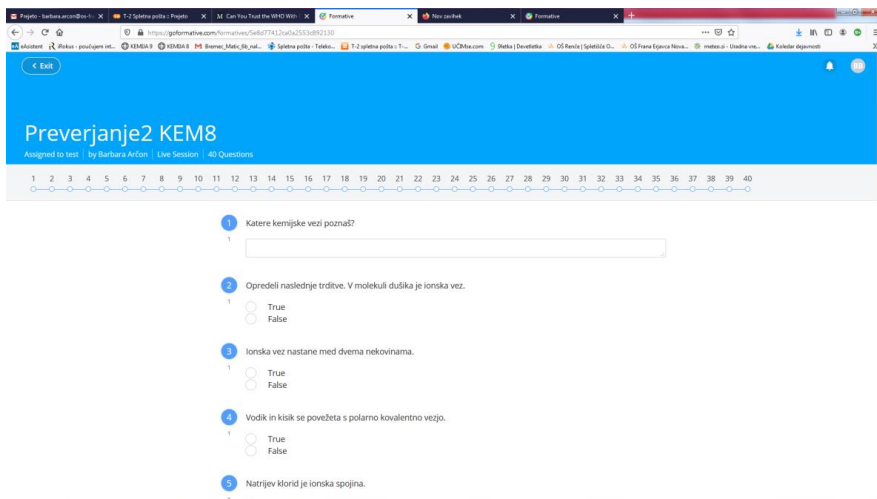 Prejeto - barbara.arcon@os-fr
T-2 Spletna pošta :: Prejeto
Can You Trust the WHO With
Formative
Nov zavihek
Formative
https://goformative.com/formatives/5e8d77412ca0a2553d892130
eAsistent
iRokus - poučujem int...
KEMIJA 9
KEMIJA 8
Bremec_Matic_tlb_nal...
Spletna pošta - Teleko...
T-2 spletna pošta :: T-...
Gmail
UČIMse.com
9letka | Devetletka
OŠ Renče | Spletišče O...
OŠ Frana Erjavca Nova...
meteo.si - Uradna vre...
Koledar dejavnosti
< Exit
BB
Preverjanje2 KEM8
Assigned to test | by Barbara Arčon | Live Session | 40 Questions
1 2 3 4 5 6 7 8 9 10 11 12 13 14 15 16 17 18 19 20 21 22 23 24 25 26 27 28 29 30 31 32 33 34 35 36 37 38 39 40
1 Katere kemijske vezi poznaš?
1
2 Opredeli naslednje trditve. V molekuli dušika je ionska vez.
1
True
False
3 Ionska vez nastane med dvema nekovinama.
1
True
False
4 Vodik in kisik se povežeta s polarno kovalentno vezjo.
1
True
False
5 Natrijev klorid je ionska spojina.